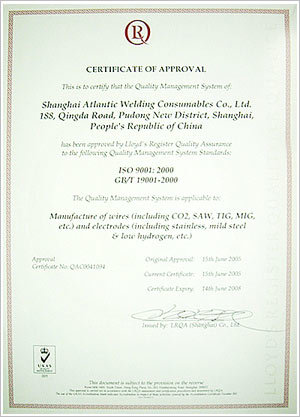 LR
CERTIFICATE OF APPROVAL
This is to certify that the Quality Management System of:
Shanghai Atlantic Welding Consumables Co., Ltd.
188, Qingda Road, Pudong New District, Shanghai,
People's Republic of China
has been approved by Lloyd's Register Quality Assurance
to the following Quality Management System Standards:
ISO 9001: 2000
GB/T 19001-2000
The Quality Management System is applicable to:
Manufacture of wires (including CO2, SAW, TIG, MIG,
etc.) and electrodes (including stainless, mild steel
& low hydrogen, etc.)
Approval
Certificate No: QAC0041094
Original Approval: 15th June 2005
Current Certificate: 15th June 2005
Certificate Expiry: 14th June 2008
Issued by: LRQA (Shanghai) Co., Ltd.
UKAS
This document is subject to the provision on the reverse